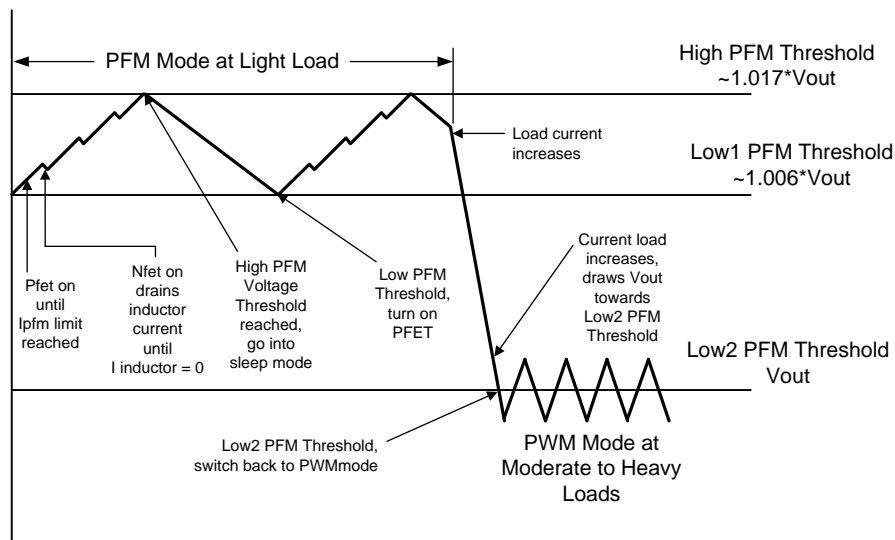 PFM Mode at Light Load
High PFM Threshold
~1.017*Vout
Load current
increases
Low1 PFM Threshold
~1.006*Vout
Pfet on
until
Ipfm limit
reached
Nfet on
drains
inductor
current
until
I inductor = 0
High PFM
Voltage
Threshold
reached,
go into
sleep mode
Low PFM
Threshold,
turn on
PFET
Current load
increases,
draws Vout
towards
Low2 PFM
Threshold
Low2 PFM Threshold
Vout
Low2 PFM Threshold,
switch back to PWMmode
PWM Mode at
Moderate to Heavy
Loads